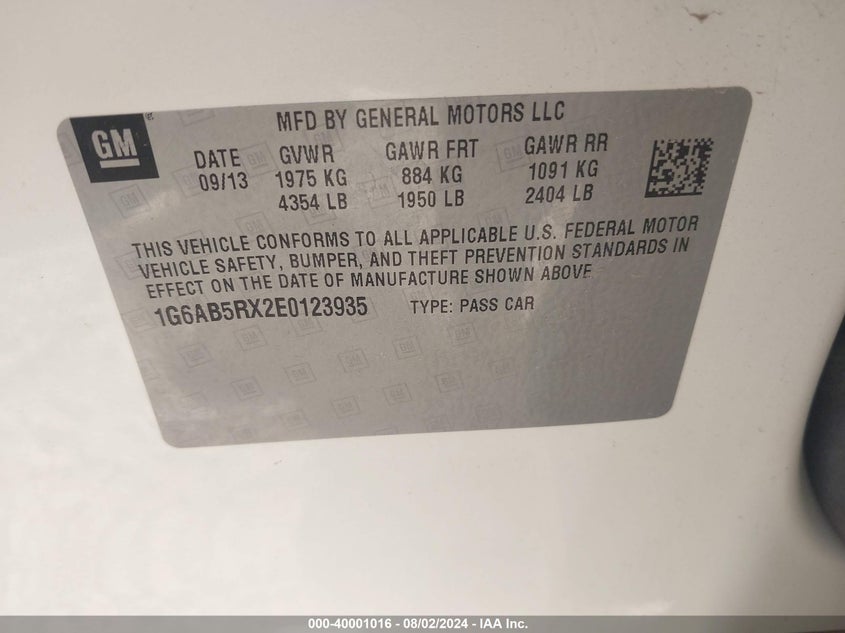 GM
MFD BY GENERAL MOTORS LLC
DATE GVWR GAWR FRT GAWR RR
09/13 1975 KG 884 KG 1091 KG
4354 LB 1950 LB 2404 LB
THIS VEHICLE CONFORMS TO ALL APPLICABLE U.S. FEDERAL MOTOR
VEHICLE SAFETY, BUMPER, AND THEFT PREVENTION STANDARDS IN
EFFECT ON THE DATE OF MANUFACTURE SHOWN ABOVE
1G6AB5RX2E0123935 TYPE: PASS CAR
000-40001016 - 08/02/2024 - IAA Inc.